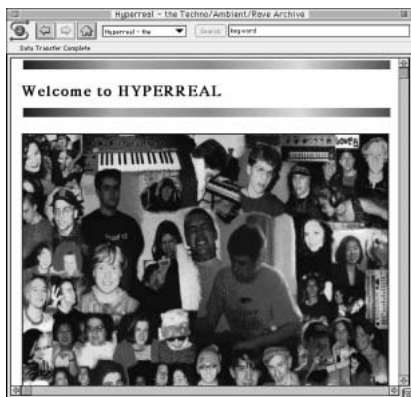 Hyperreal - the Techno/Ambient/Rave Archive
Hyperreal - the
Search
keyword
Data Transfer Complete
Welcome to HYPERREAL